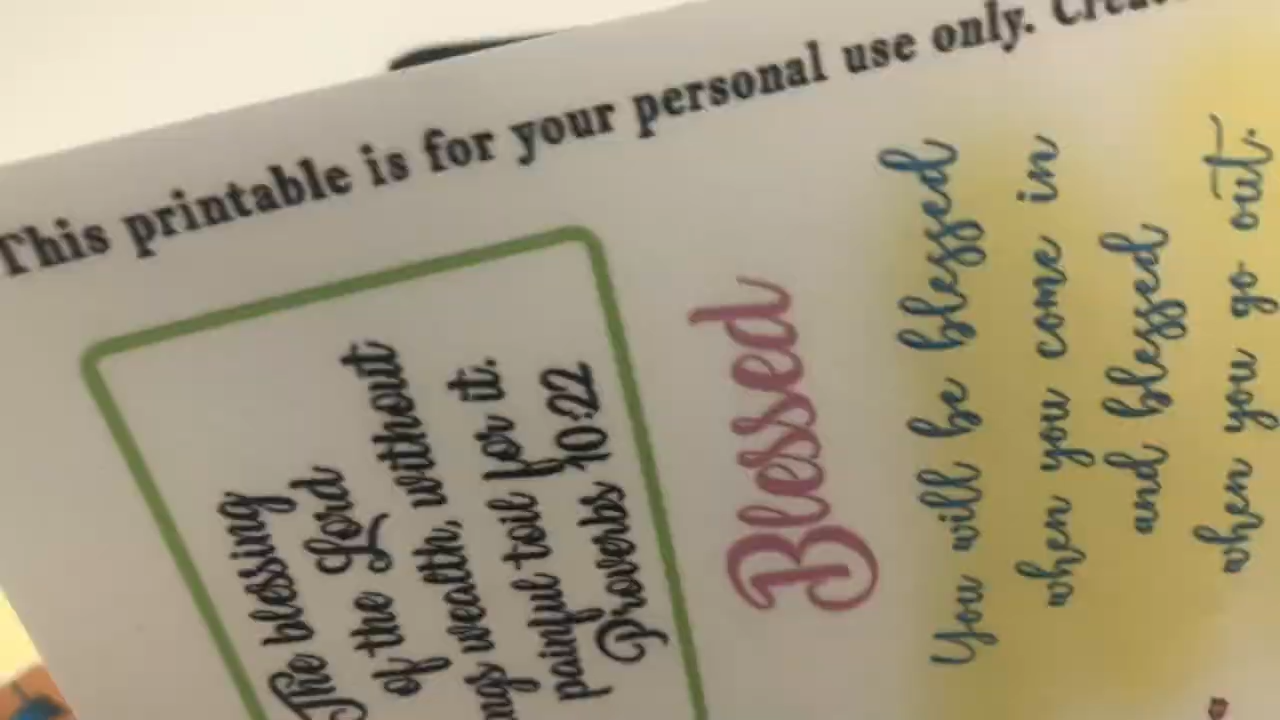 This printable is for your personal use only.
The blessing
of the Lord
wealth, without
painful toil for it.
Proverbs 10:22
Blessed
You will be blessed
when you come in
and blessed
when you go out.